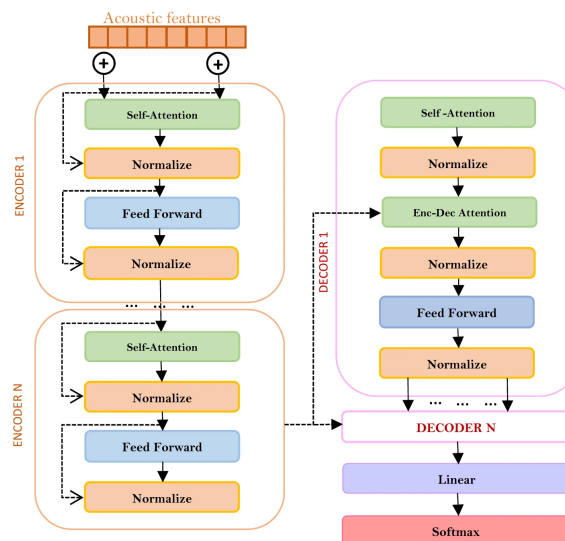 Acoustic features
+
+
ENCODER 1
Self-Attention
Normalize
Feed Forward
Normalize
... ... ...
ENCODER N
Self-Attention
Normalize
Feed Forward
Normalize
DECODER 1
Self -Attention
Normalize
Enc-Dec Attention
Normalize
Feed Forward
Normalize
... ... ...
DECODER N
Linear
Softmax